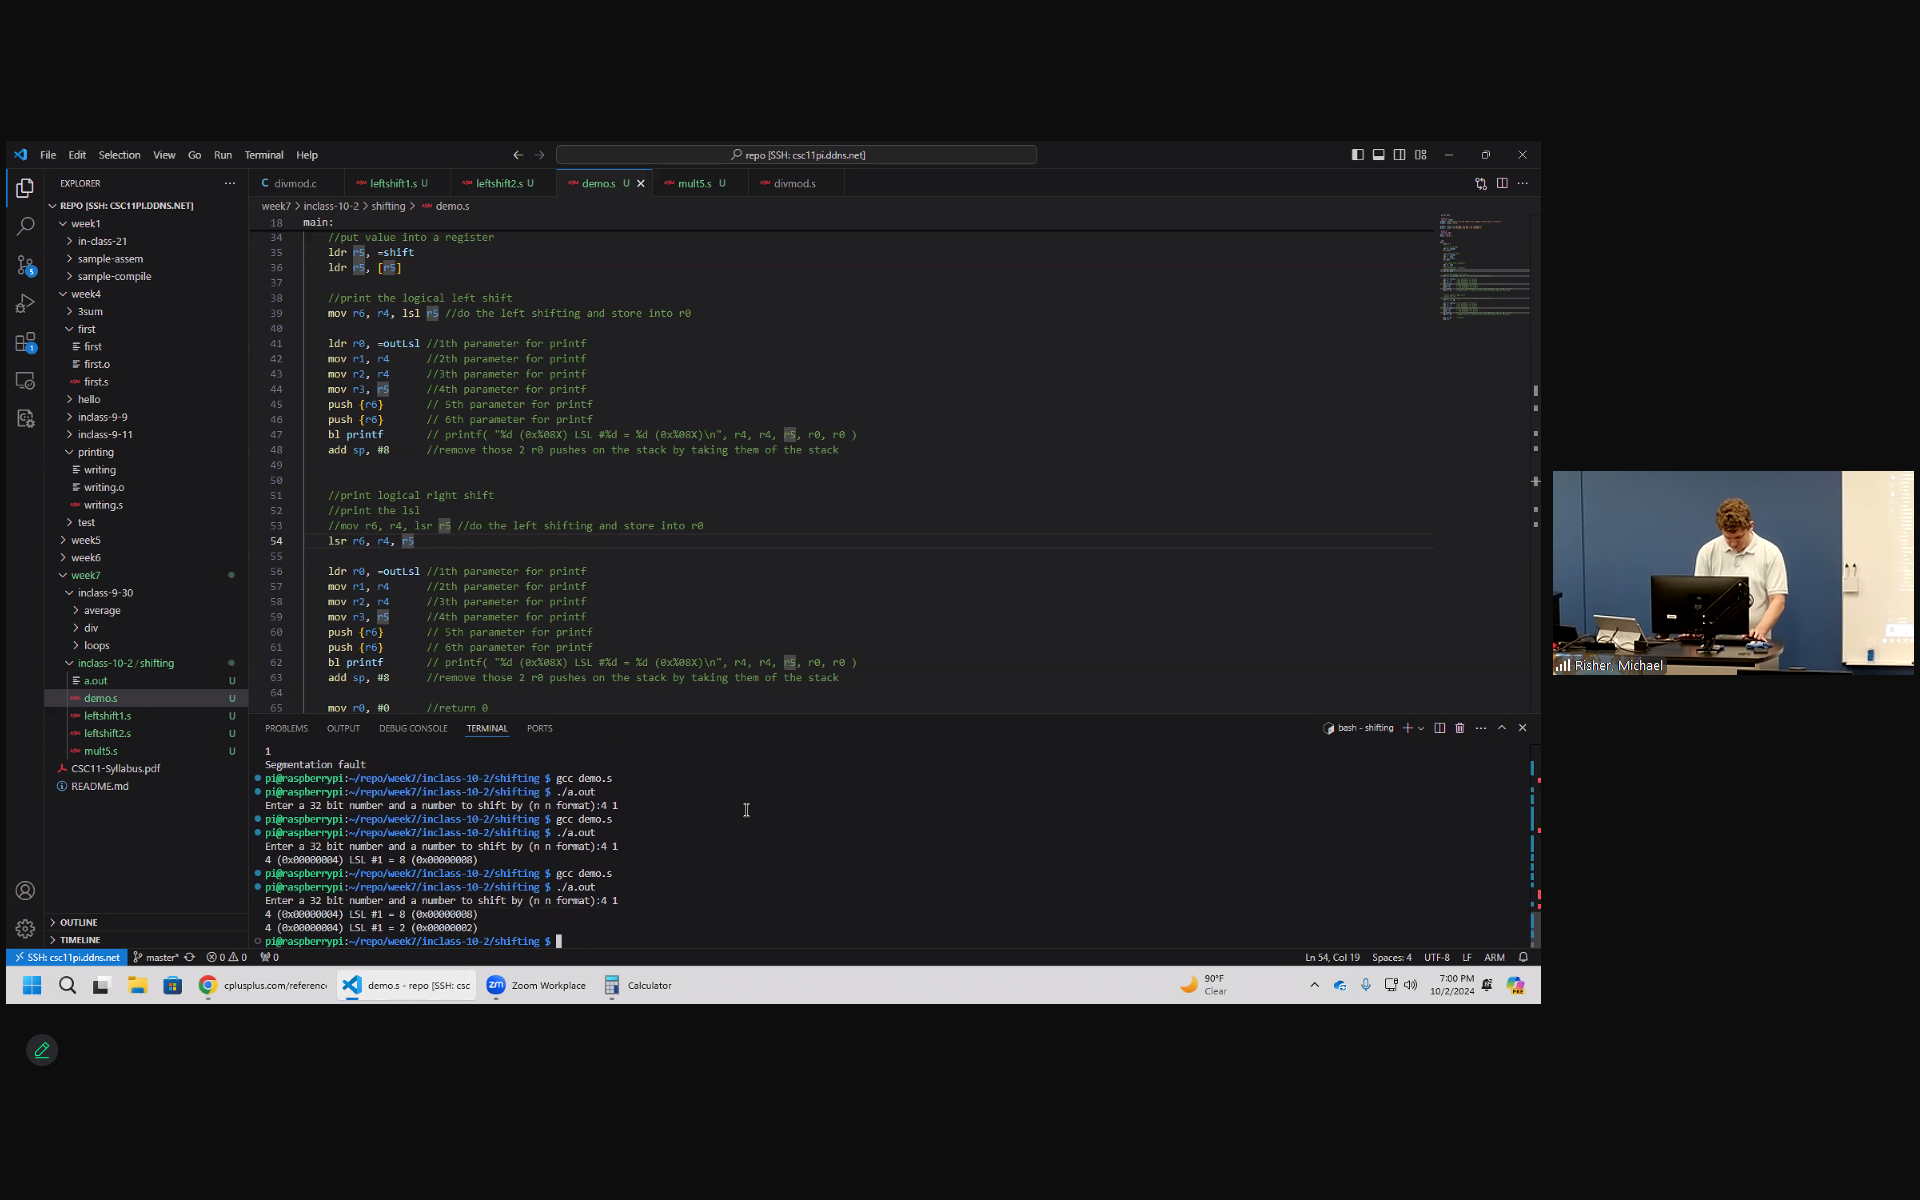 File Edit Selection View Go Run Terminal Help
repo [SSH: csc11pi.ddns.net]
EXPLORER
REPO [SSH: CSC11PI.DDNS.NET]
week1
in-class-21
sample-assem
sample-compile
week4
3sum
first
first
first.o
first.s
hello
inclass-9-9
inclass-9-11
printing
writing
writing.o
writing.s
test
week5
week6
week7
inclass-9-30
average
div
loops
inclass-10-2 / shifting
a.out U
demo.s U
leftshift1.s U
leftshift2.s U
mult5.s U
CSC11-Syllabus.pdf
README.md
OUTLINE
TIMELINE
5
1
C divmod.c
leftshift1.s U
leftshift2.s U
demo.s U
mult5.s U
divmod.s
week7 > inclass-10-2 > shifting > demo.s
18 main:
34 //put value into a register
35 ldr r5, =shift
36 ldr r5, [r5]
37
38 //print the logical left shift
39 mov r6, r4, lsl r5 //do the left shifting and store into r0
40
41 ldr r0, =outLsl //1th parameter for printf
42 mov r1, r4 //2th parameter for printf
43 mov r2, r4 //3th parameter for printf
44 mov r3, r5 //4th parameter for printf
45 push {r6} // 5th parameter for printf
46 push {r6} // 6th parameter for printf
47 bl printf // printf( "%d (0x%08X) LSL #%d = %d (0x%08X)\n", r4, r4, r5, r0, r0 )
48 add sp, #8 //remove those 2 r0 pushes on the stack by taking them of the stack
49
50
51 //print logical right shift
52 //print the lsl
53 //mov r6, r4, lsr r5 //do the left shifting and store into r0
54 lsr r6, r4, r5
55
56 ldr r0, =outLsl //1th parameter for printf
57 mov r1, r4 //2th parameter for printf
58 mov r2, r4 //3th parameter for printf
59 mov r3, r5 //4th parameter for printf
60 push {r6} // 5th parameter for printf
61 push {r6} // 6th parameter for printf
62 bl printf // printf( "%d (0x%08X) LSL #%d = %d (0x%08X)\n", r4, r4, r5, r0, r0 )
63 add sp, #8 //remove those 2 r0 pushes on the stack by taking them of the stack
64
65 mov r0, #0 //return 0
PROBLEMS OUTPUT DEBUG CONSOLE TERMINAL PORTS
bash - shifting
1
Segmentation fault
pi@raspberrypi:~/repo/week7/inclass-10-2/shifting $ gcc demo.s
pi@raspberrypi:~/repo/week7/inclass-10-2/shifting $ ./a.out
Enter a 32 bit number and a number to shift by (n n format):4 1
pi@raspberrypi:~/repo/week7/inclass-10-2/shifting $ gcc demo.s
pi@raspberrypi:~/repo/week7/inclass-10-2/shifting $ ./a.out
Enter a 32 bit number and a number to shift by (n n format):4 1
4 (0x00000004) LSL #1 = 8 (0x00000008)
pi@raspberrypi:~/repo/week7/inclass-10-2/shifting $ gcc demo.s
pi@raspberrypi:~/repo/week7/inclass-10-2/shifting $ ./a.out
Enter a 32 bit number and a number to shift by (n n format):4 1
4 (0x00000004) LSL #1 = 8 (0x00000008)
4 (0x00000004) LSL #1 = 2 (0x00000002)
pi@raspberrypi:~/repo/week7/inclass-10-2/shifting $
SSH: csc11pi.ddns.net master* 0 0 0
Ln 54, Col 19 Spaces: 4 UTF-8 LF ARM
cplusplus.com/referenc
demo.s - repo [SSH: csc
zm Zoom Workplace
Calculator
90°F
Clear
7:00 PM
10/2/2024
PRE
Risher, Michael